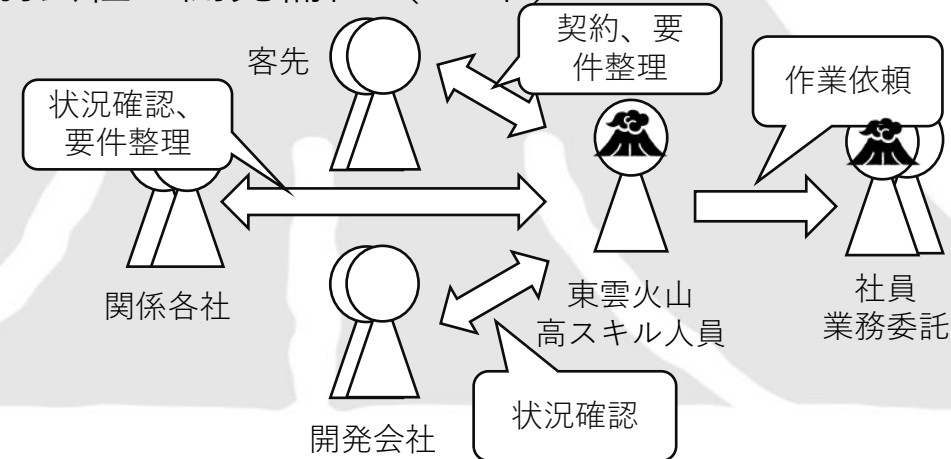 客先
契約、要
件整理
作業依頼
状況確認、
要件整理
関係各社
東雲火山
高スキル人員
社員
業務委託
開発会社
状況確認